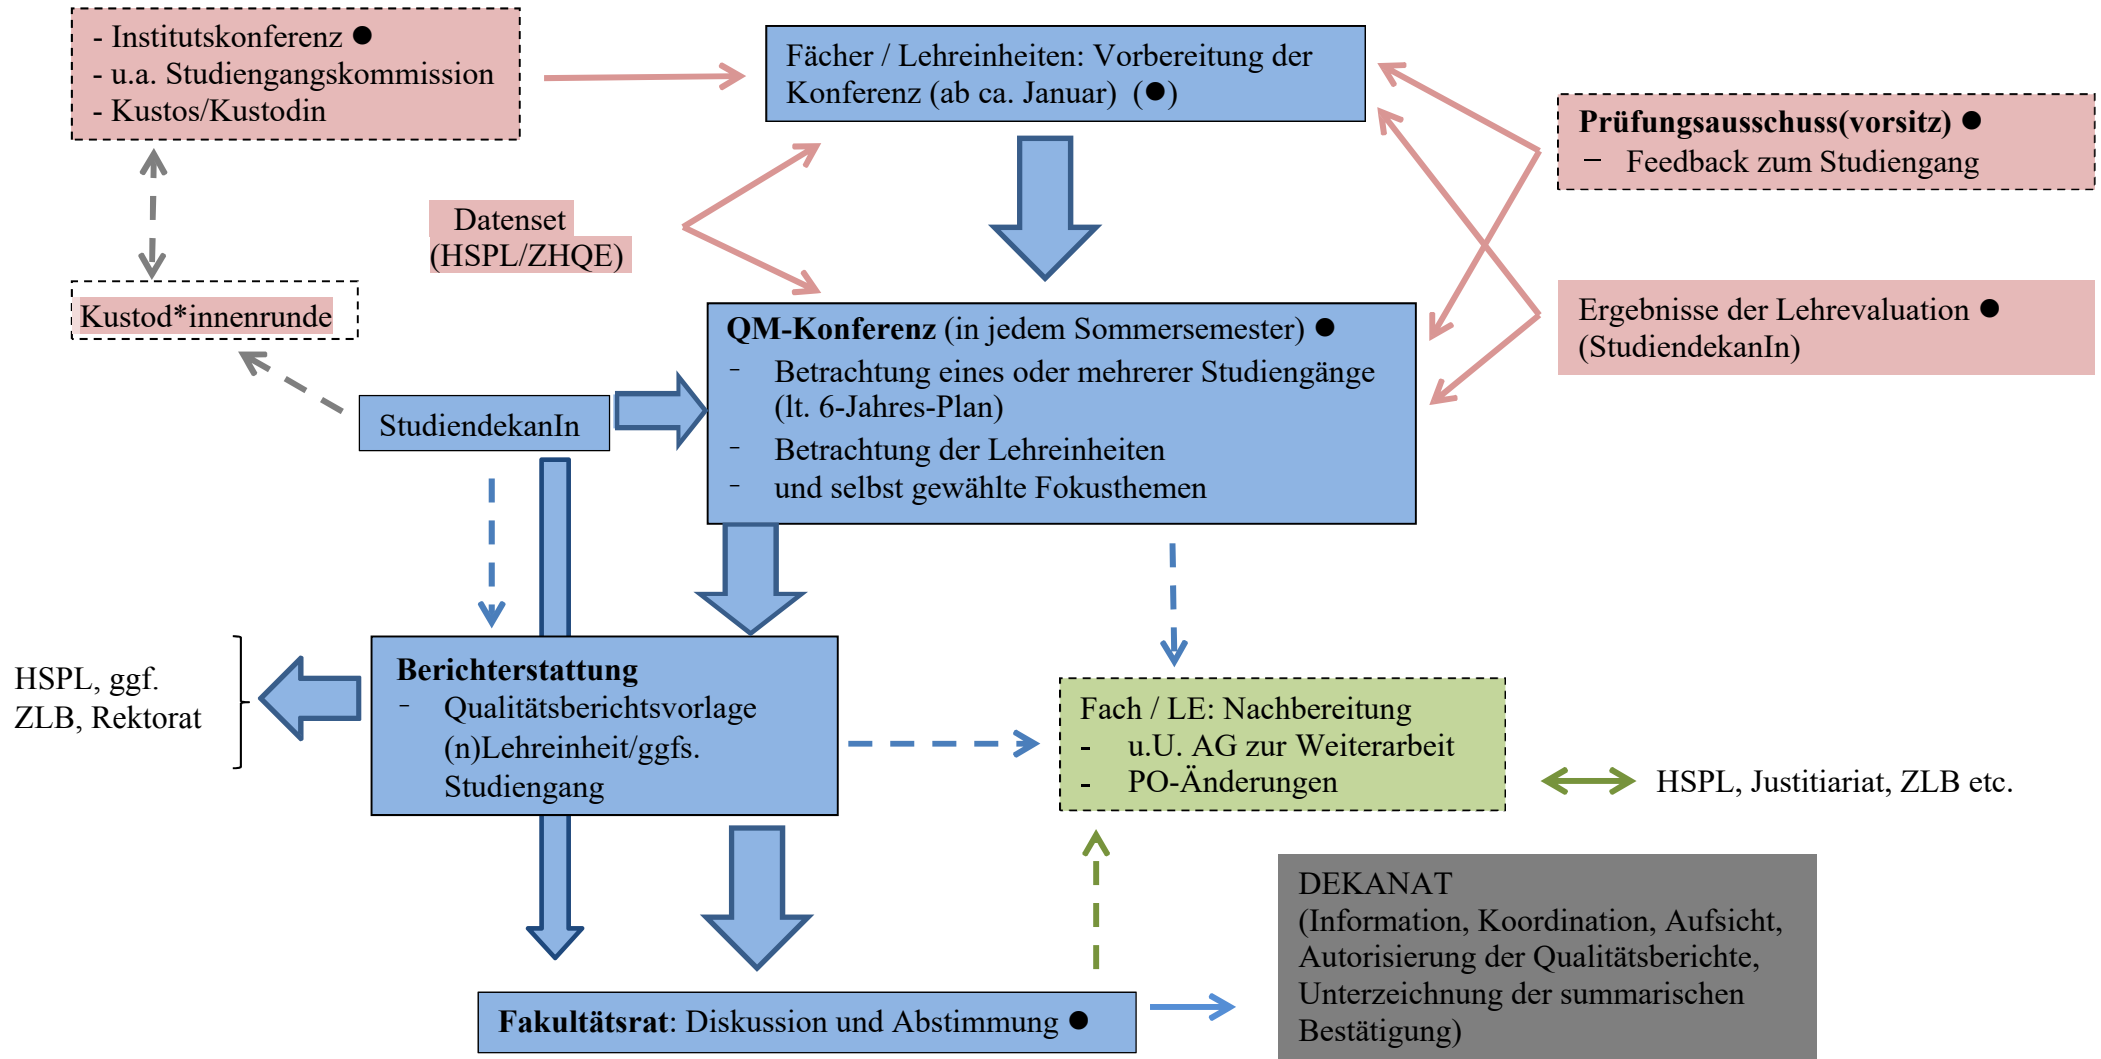 - Institutskonferenz ●
- u.a. Studiengangskommission
- Kustos/Kustodin
Fächer / Lehreinheiten: Vorbereitung der
Konferenz (ab ca. Januar) (●)
Prüfungsausschuss(vorsitz) ●
− Feedback zum Studiengang
Datenset
(HSPL/ZHQE)
Kustod*innenrunde
Ergebnisse der Lehrevaluation ●
(StudiendekanIn)
QM-Konferenz (in jedem Sommersemester) ●
- Betrachtung eines oder mehrerer Studiengänge
(lt. 6-Jahres-Plan)
- Betrachtung der Lehreinheiten
- und selbst gewählte Fokusthemen
StudiendekanIn
HSPL, ggf.
ZLB, Rektorat
Berichterstattung
- Qualitätsberichtsvorlage
(n)Lehreinheit/ggfs.
Studiengang
Fach / LE: Nachbereitung
- u.U. AG zur Weiterarbeit
- PO-Änderungen
HSPL, Justitiariat, ZLB etc.
DEKANAT
(Information, Koordination, Aufsicht,
Autorisierung der Qualitätsberichte,
Unterzeichnung der summarischen
Bestätigung)
Fakultätsrat: Diskussion und Abstimmung ●